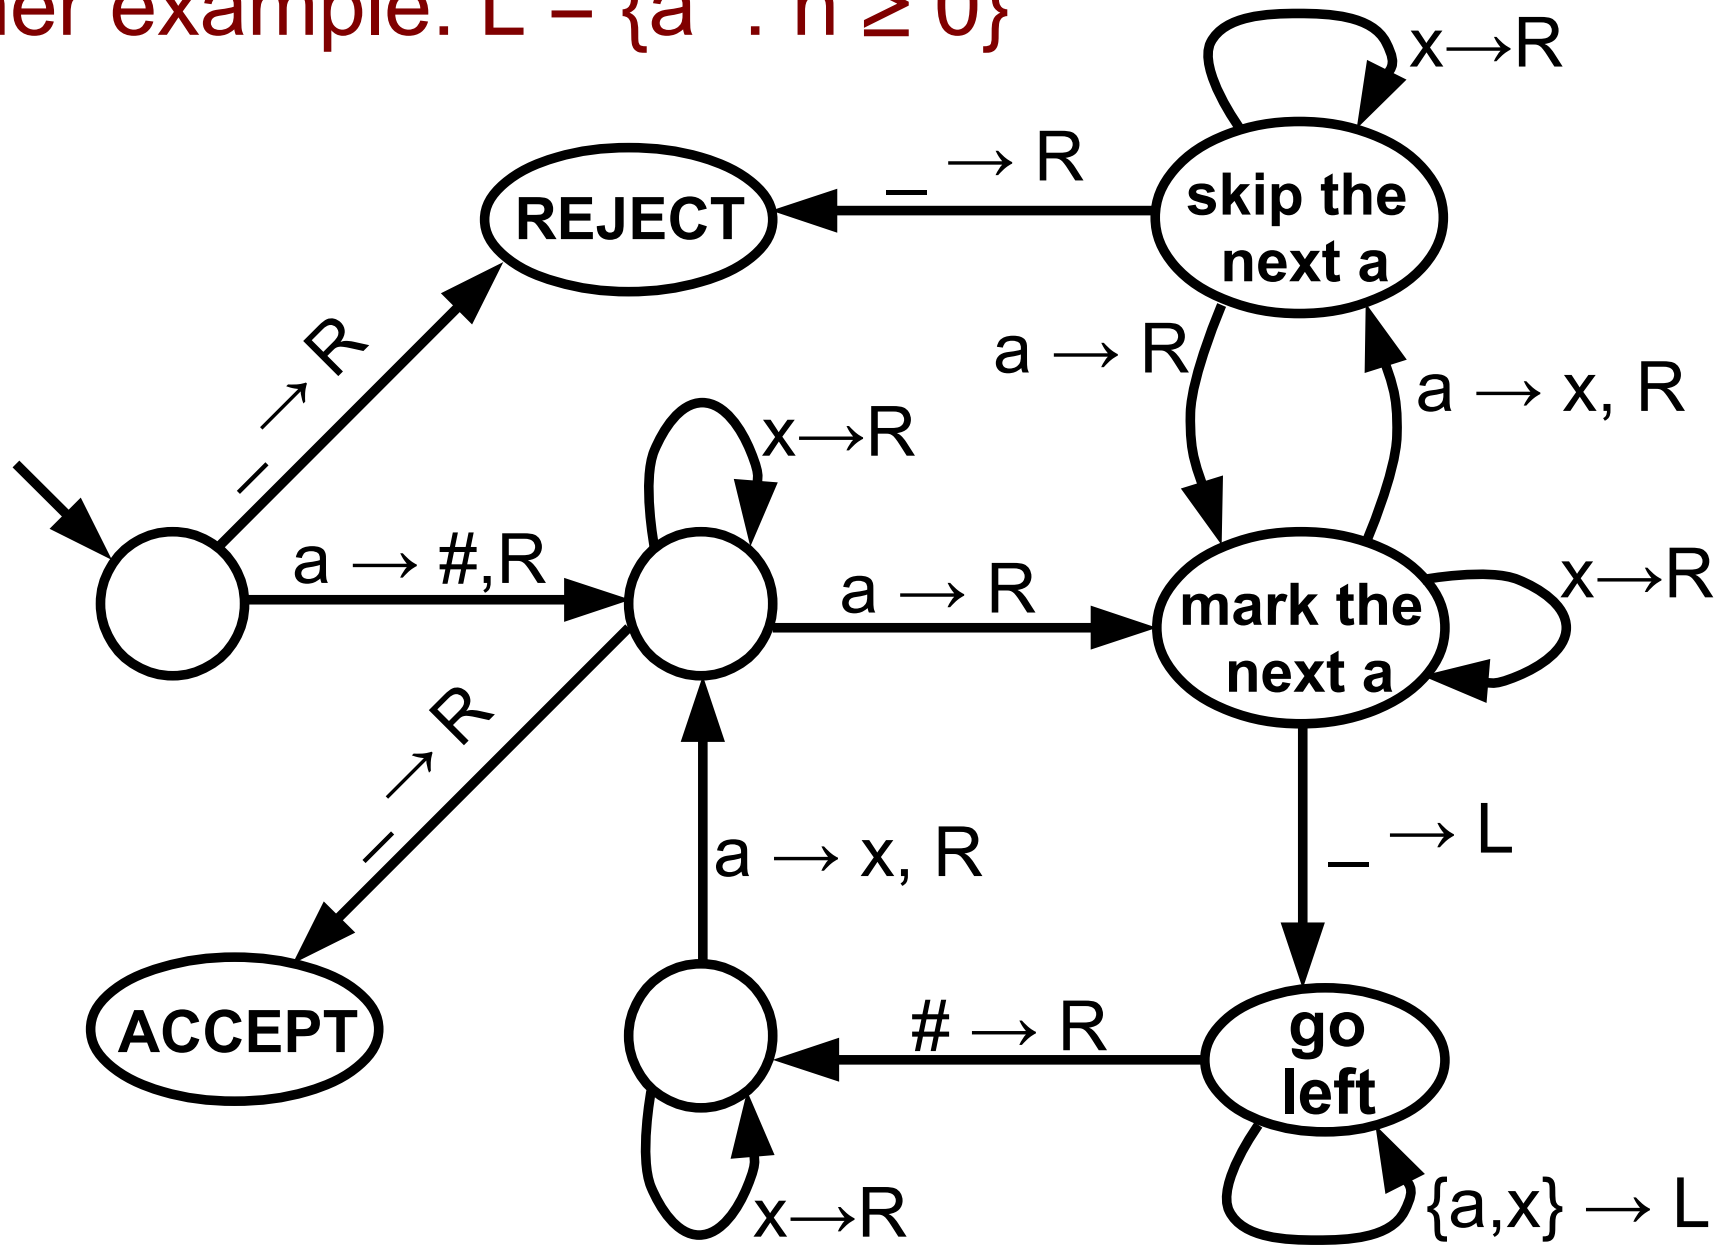 her example. L = {a : n ≥ 0}
x→R
_ → R
REJECT
skip the
next a
_ → R
a → R
a → x, R
x→R
a → #,R
a → R
mark the
next a
x→R
_ → R
a → x, R
_ → L
ACCEPT
# → R
go
left
x→R
{a,x} → L